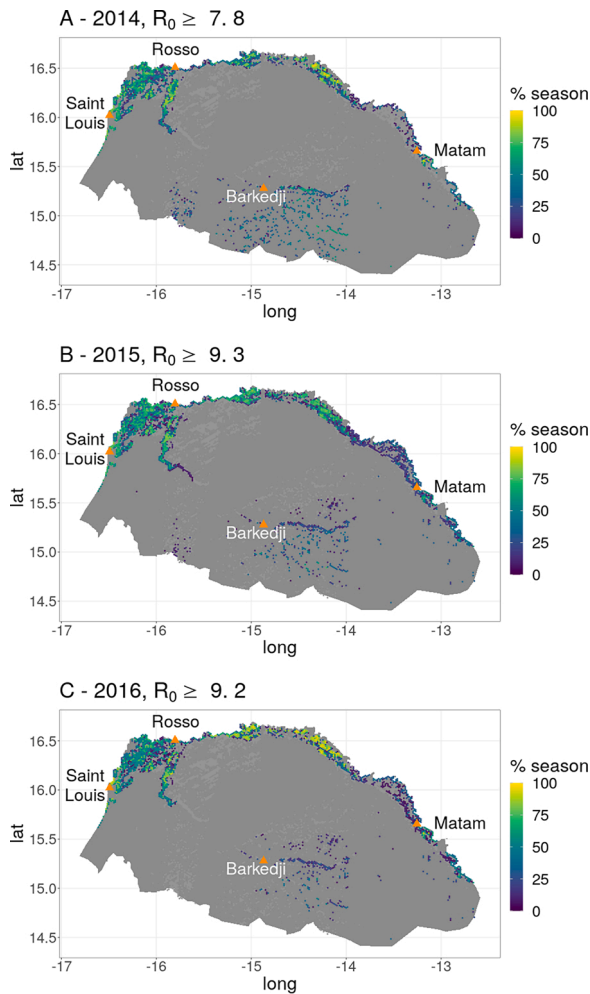 A - 2014, R₀ ≥ 7. 8
Rosso
Saint
Louis
Matam
Barkedji
16.5
16.0
15.5
15.0
14.5
lat
-17 -16 -15 -14 -13
long
% season
100
75
50
25
0
B - 2015, R₀ ≥ 9. 3
Rosso
Saint
Louis
Matam
Barkedji
16.5
16.0
15.5
15.0
14.5
lat
-17 -16 -15 -14 -13
long
% season
100
75
50
25
0
C - 2016, R₀ ≥ 9. 2
Rosso
Saint
Louis
Matam
Barkedji
16.5
16.0
15.5
15.0
14.5
lat
-17 -16 -15 -14 -13
long
% season
100
75
50
25
0